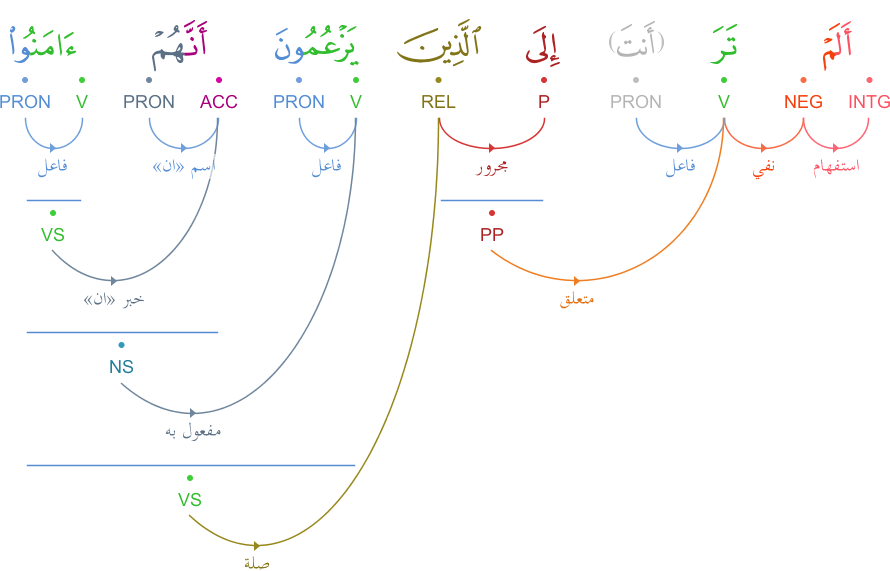 أَلَمْ تَرَ (أَنتَ) إِلَى ٱلَّذِينَ يَزْعُمُونَ أَنَّهُمْ ءَامَنُوا۟
INTG NEG V PRON P REL V PRON ACC PRON V PRON
استفهام نفي فاعل مجرور فاعل اسم «ان» فاعل
PP VS
متعلق خبر «ان»
NS
مفعول به
VS
صلة